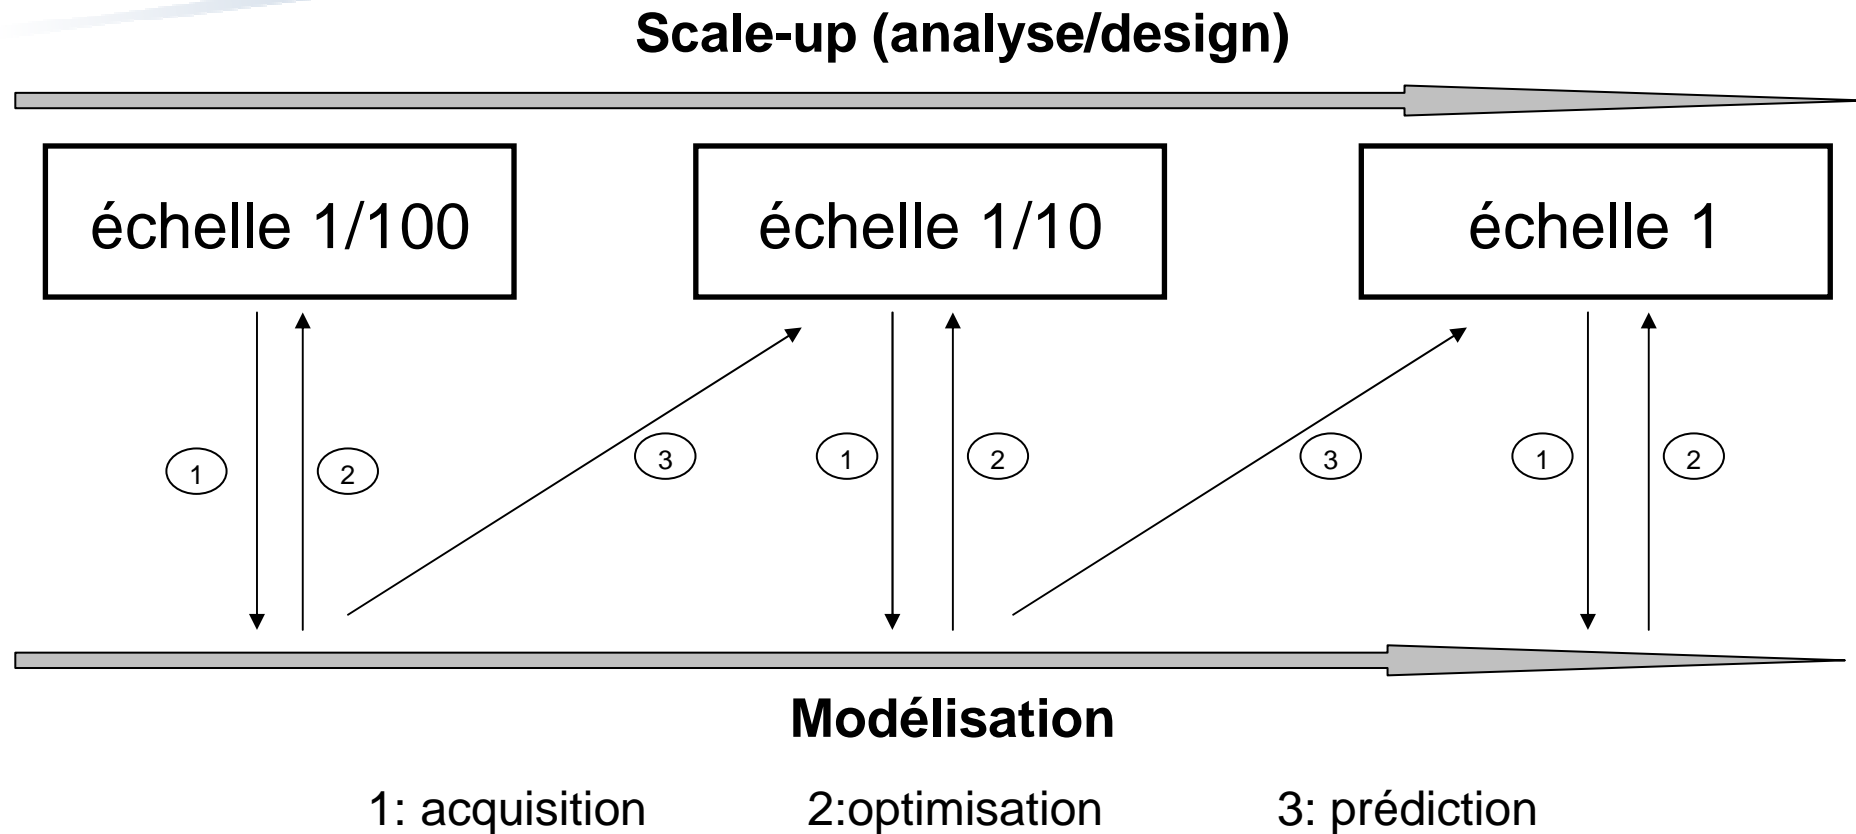 Scale-up (analyse/design)
échelle 1/100
échelle 1/10
échelle 1
1
2
3
1
2
3
1
2
Modélisation
1: acquisition 2:optimisation 3: prédiction